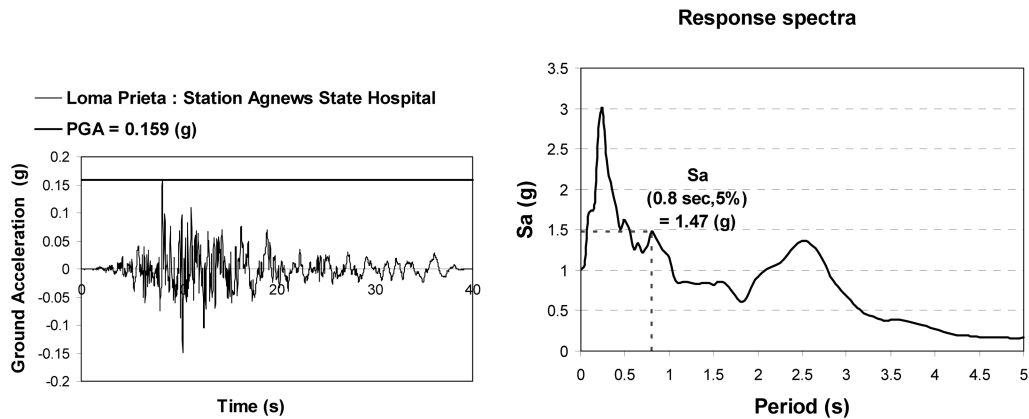 Response spectra
Loma Prieta : Station Agnews State Hospital
PGA = 0.159 (g)
Ground Acceleration (g)
0.2
0.15
0.1
0.05
0
-0.05
-0.1
-0.15
-0.2
0
10
20
30
40
Time (s)
Sa (g)
3.5
3
2.5
2
1.5
1
0.5
0
Sa
(0.8 sec,5%)
= 1.47 (g)
0 0.5 1 1.5 2 2.5 3 3.5 4 4.5 5
Period (s)